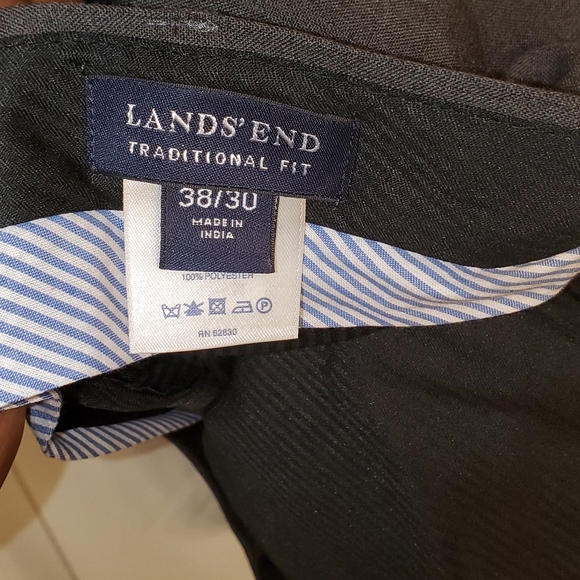 LANDS' END
TRADITIONAL FIT
38/30
MADE IN
INDIA
100% POLYESTER
P
RN 62830